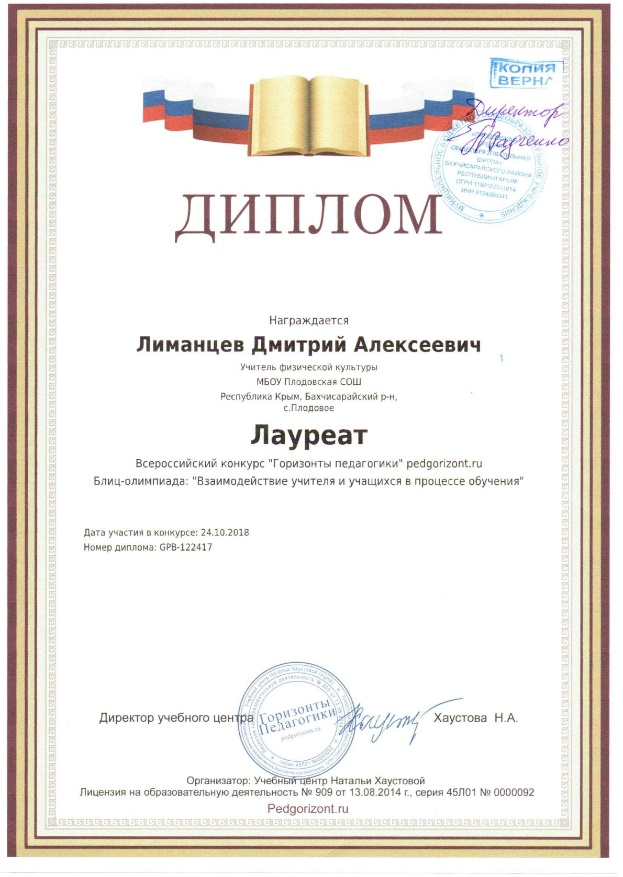 КОПИЯ
ВЕРНА
Директор
ДИПЛОМ
Награждается
Лиманцев Дмитрий Алексеевич
Учитель физической культуры
МБОУ Плодовская СОШ
Республика Крым, Бахчисарайский р-н,
с.Плодовое
Лауреат
Всероссийский конкурс "Горизонты педагогики" pedgorizont.ru
Блиц-олимпиада: "Взаимодействие учителя и учащихся в процессе обучения"
Дата участия в конкурсе: 24.10.2018
Номер диплома: GPB-122417
Горизонты
Педагогики
pedgorizont.ru
Директор учебного центра
Хаустова Н.А.
Организатор: Учебный центр Натальи Хаустовой
Лицензия на образовательную деятельность № 909 от 13.08.2014 г., серия 45Л01 № 0000092
Pedgorizont.ru